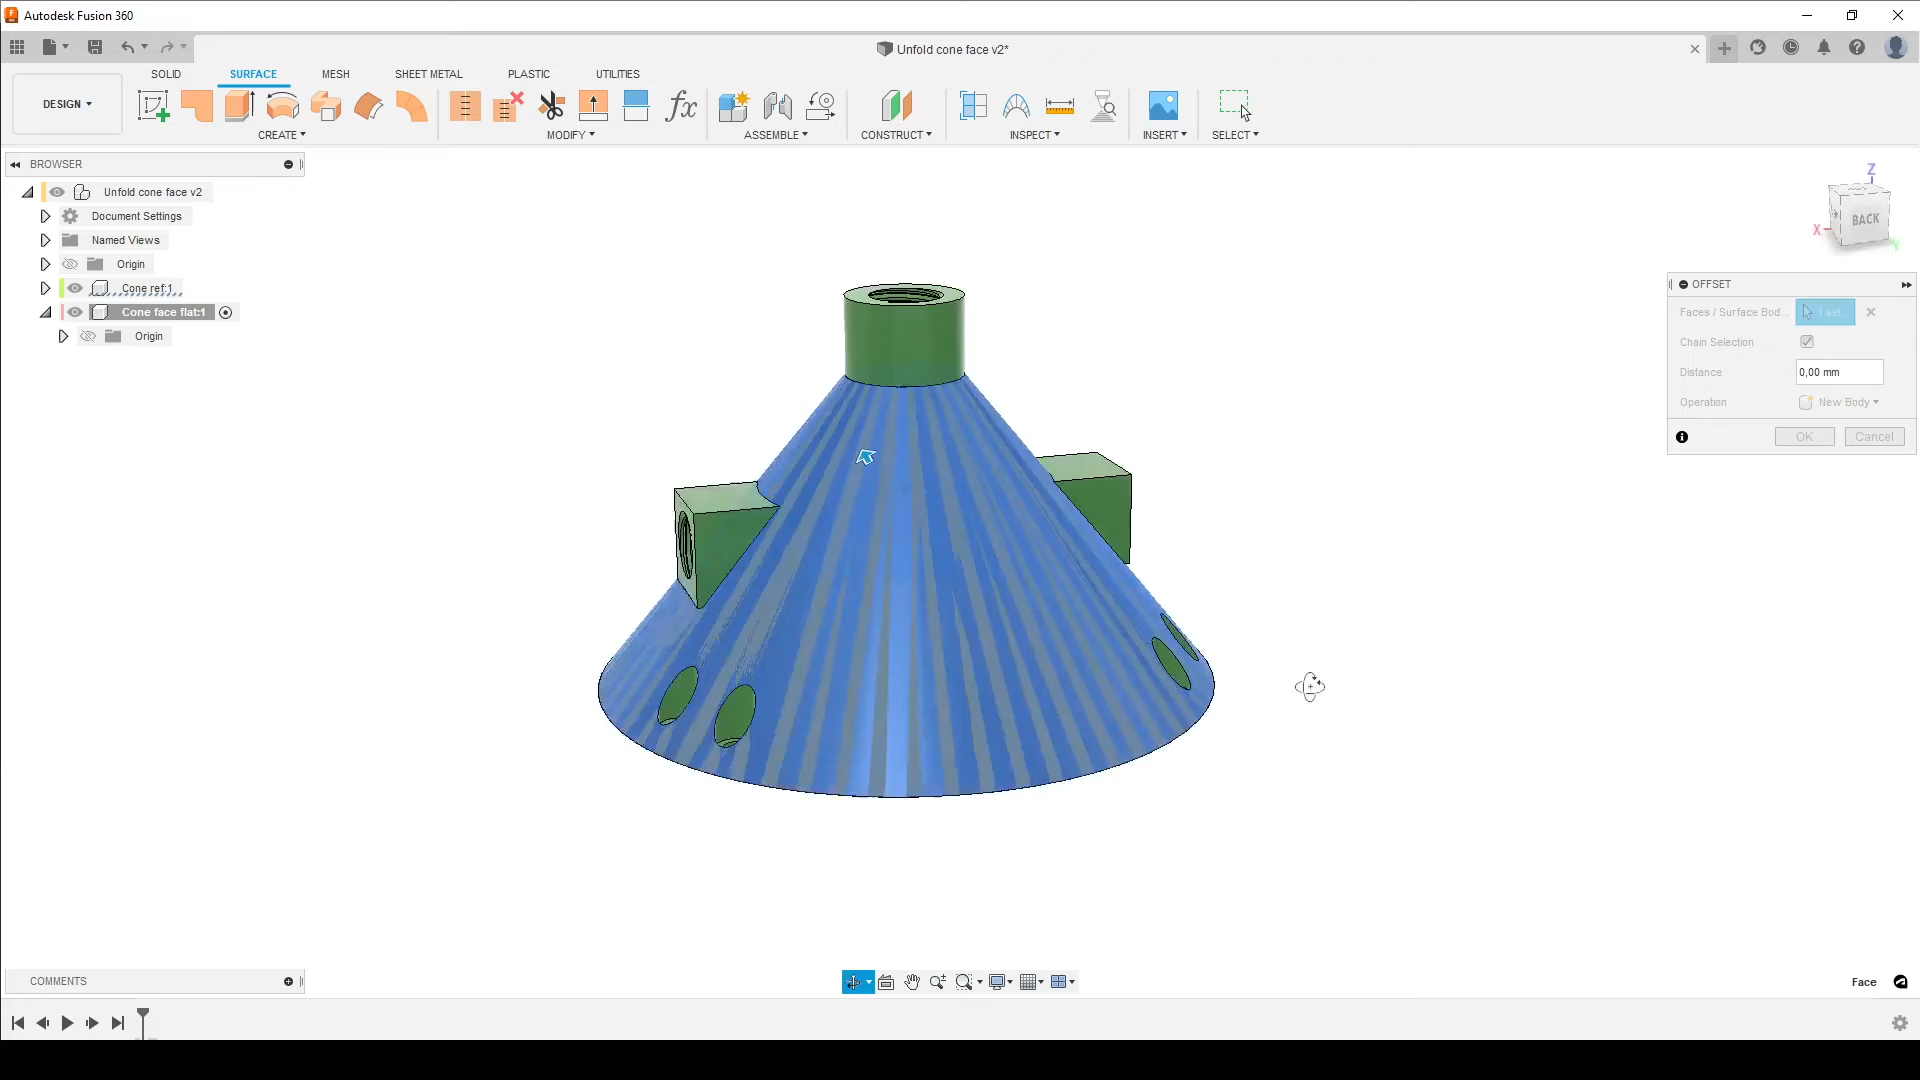 Autodesk Fusion 360
Unfold cone face v2*
SOLID SURFACE MESH SHEET METAL PLASTIC UTILITIES
DESIGN
CREATE MODIFY fx ASSEMBLE CONSTRUCT INSPECT INSERT SELECT
BROWSER
Unfold cone face v2
Document Settings
Named Views
Origin
Cone ref:1
Cone face flat:1
Origin
Z
BACK
X
Y
OFFSET
Faces / Surface Bod... 1 sel...
Chain Selection
Distance 0,00 mm
Operation New Body
OK Cancel
COMMENTS
Face